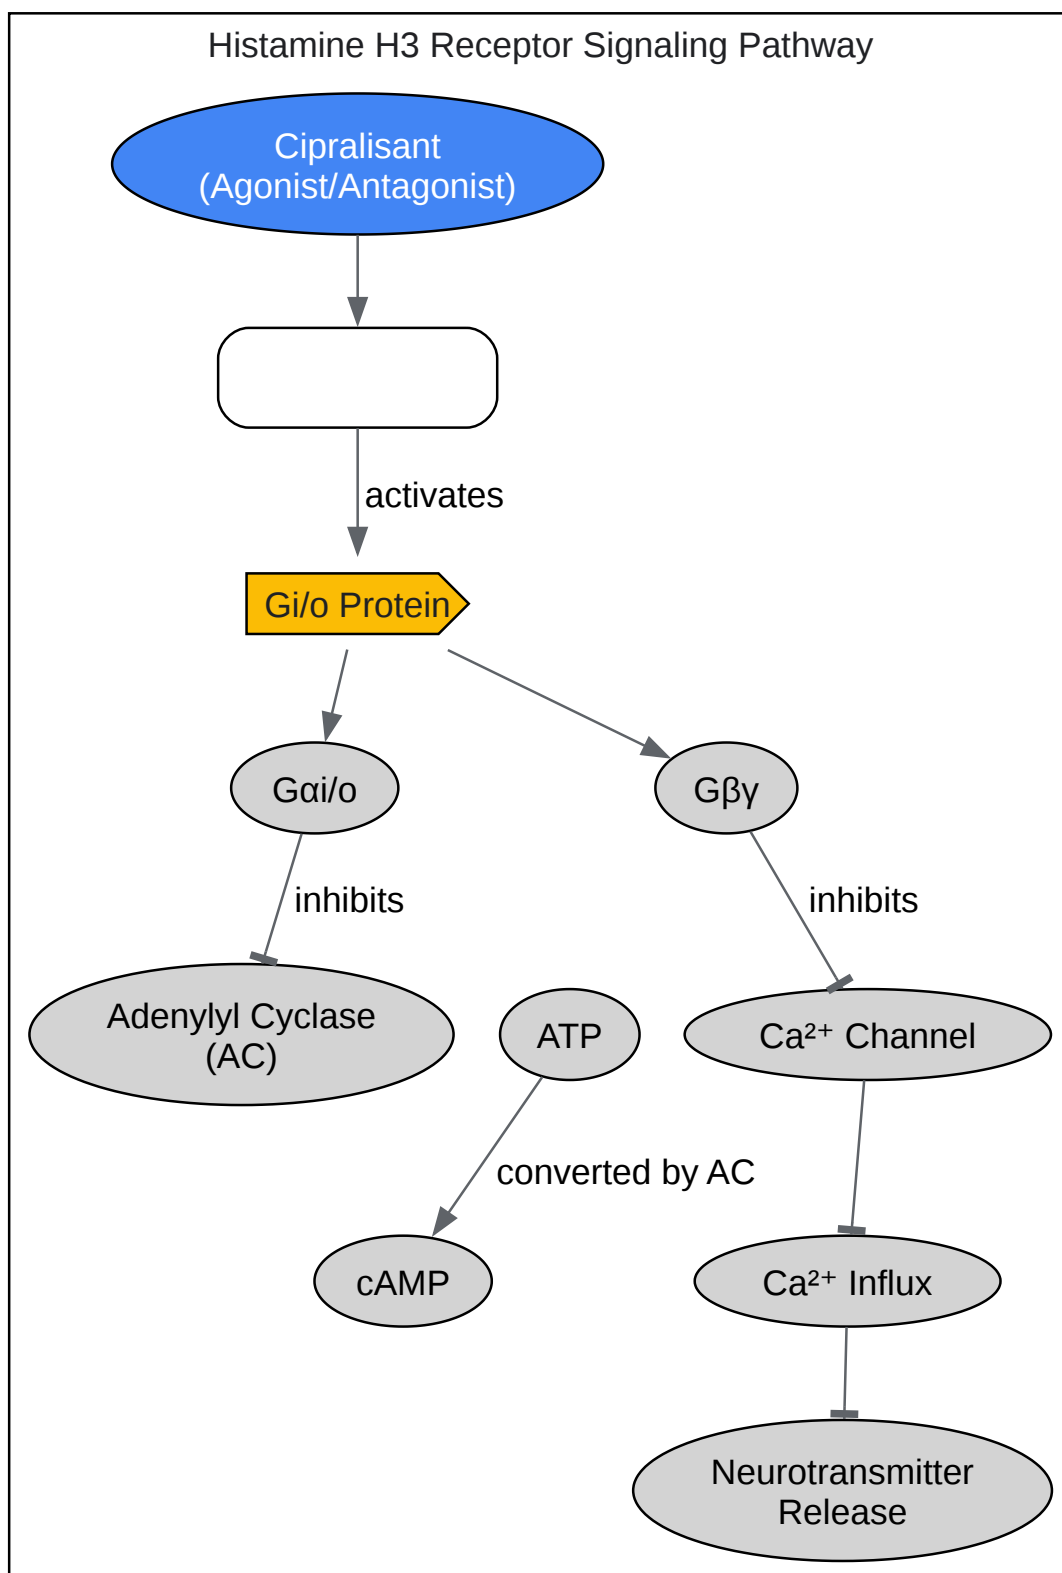 Histamine H3 Receptor Signaling Pathway
Cipralisant
(Agonist/Antagonist)
activates
Gi/o Protein
Gαi/o
Gβγ
inhibits
inhibits
Adenylyl Cyclase
(AC)
ATP
Ca²⁺ Channel
converted by AC
cAMP
Ca²⁺ Influx
Neurotransmitter
Release